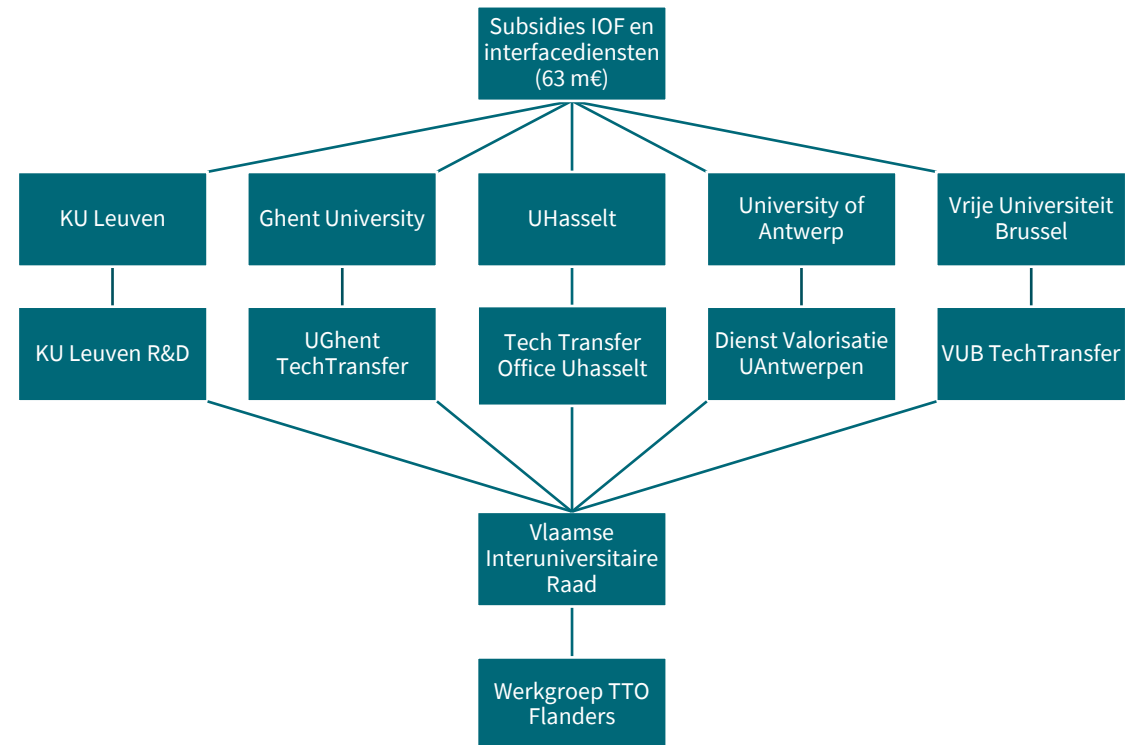 Subsidies IOF en
interfacediensten
(63 m€)
KU Leuven
Ghent University
UHasselt
University of
Antwerp
Vrije Universiteit
Brussel
KU Leuven R&D
UGhent
TechTransfer
Tech Transfer
Office Uhasselt
Dienst Valorisatie
UAntwerpen
VUB TechTransfer
Vlaamse
Interuniversitaire
Raad
Werkgroep TTO
Flanders